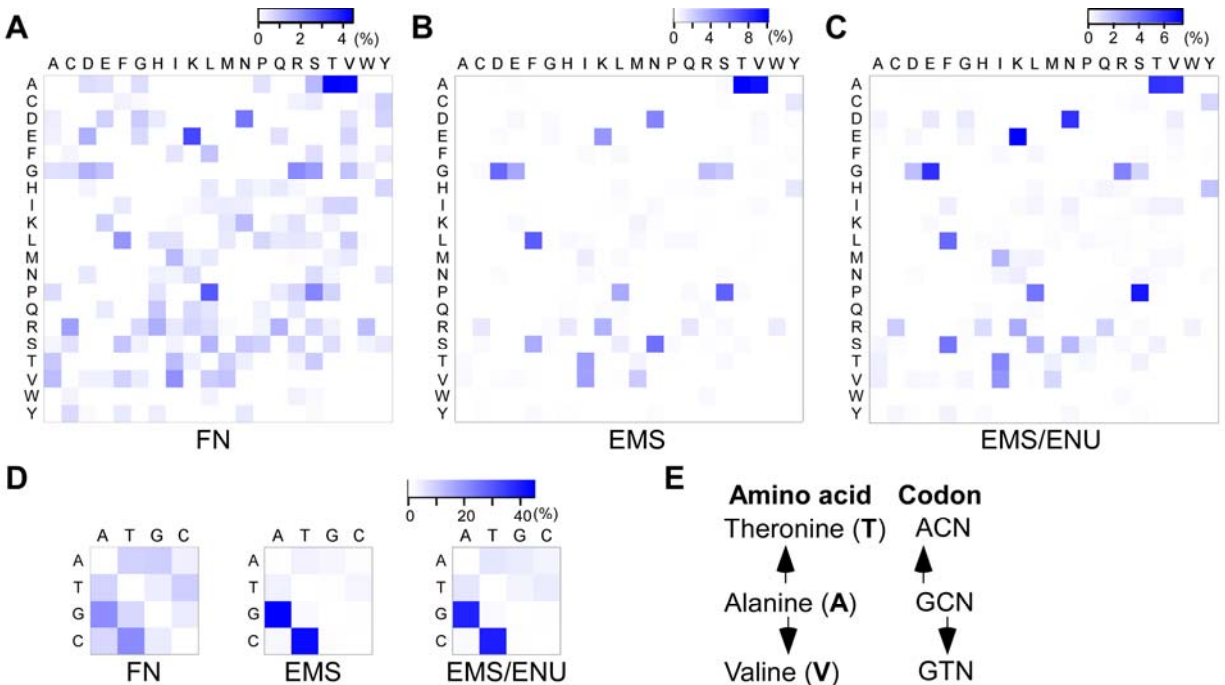 A
0 2 4 (%)
A C D E F G H I K L M N P Q R S T V W Y
A
C
D
E
F
G
H
I
K
L
M
N
P
Q
R
S
T
V
W
Y
FN
B
0 4 8 (%)
A C D E F G H I K L M N P Q R S T V W Y
A
C
D
E
F
G
H
I
K
L
M
N
P
Q
R
S
T
V
W
Y
EMS
C
0 2 4 6 (%)
A C D E F G H I K L M N P Q R S T V W Y
A
C
D
E
F
G
H
I
K
L
M
N
P
Q
R
S
T
V
W
Y
EMS/ENU
D
0 20 40 (%)
A T G C
A
T
G
C
FN
A T G C
A
T
G
C
EMS
A T G C
A
T
G
C
EMS/ENU
E
Amino acid Codon
Theronine (T) ACN
Alanine (A) GCN
Valine (V) GTN